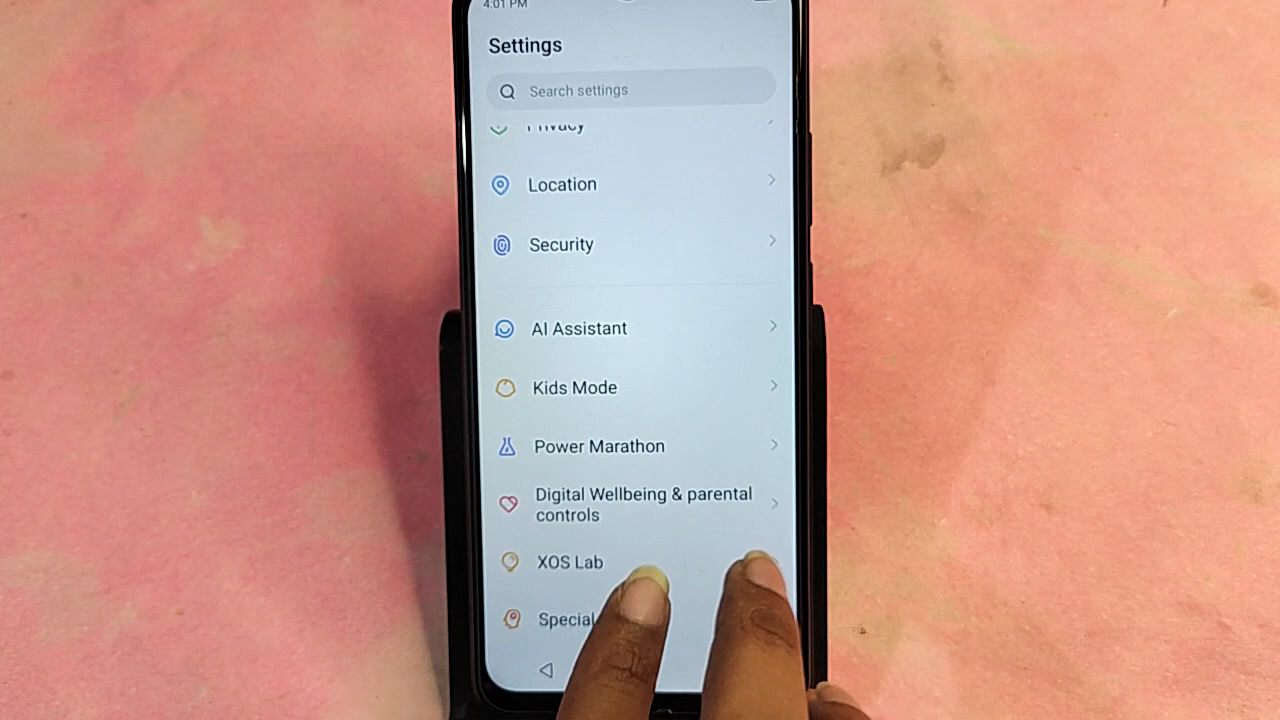 4:01 PM
Settings
Search settings
Privacy
Location
Security
AI Assistant
Kids Mode
Power Marathon
Digital Wellbeing & parental
controls
XOS Lab
Special